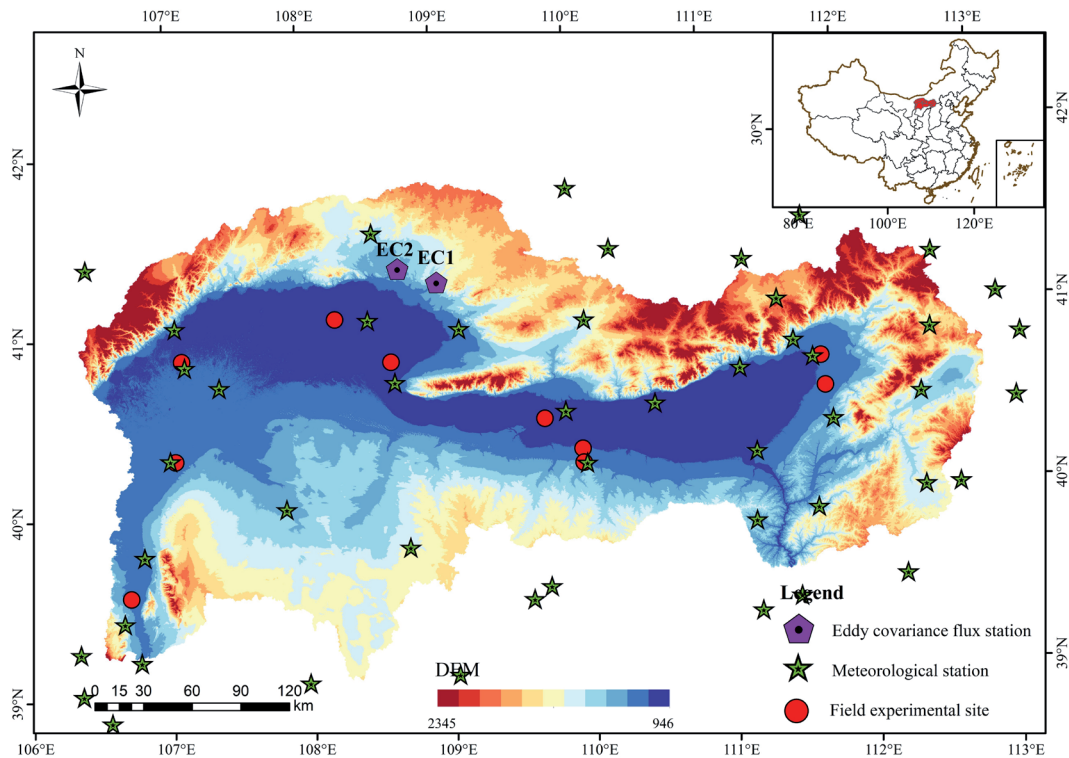 107°E 108°E 109°E 110°E 111°E 112°E 113°E
N
42°N
41°N
40°N
39°N
42°N
41°N
40°N
39°N
30°N
80°E 100°E 120°E
EC2 EC1
Legend
Eddy covariance flux station
Meteorological station
Field experimental site
DEM
2345 946
0 15 30 60 90 120
km
106°E 107°E 108°E 109°E 110°E 111°E 112°E 113°E